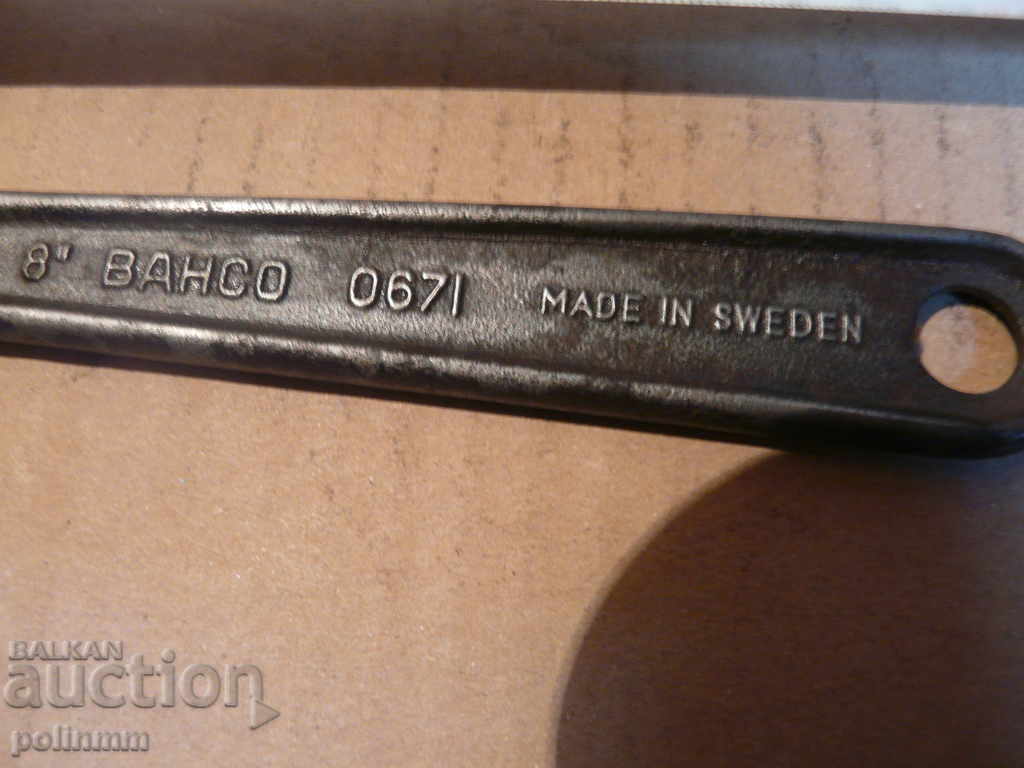 8" BAHCO 0671 MADE IN SWEDEN
BALKAN
auction
polinmm